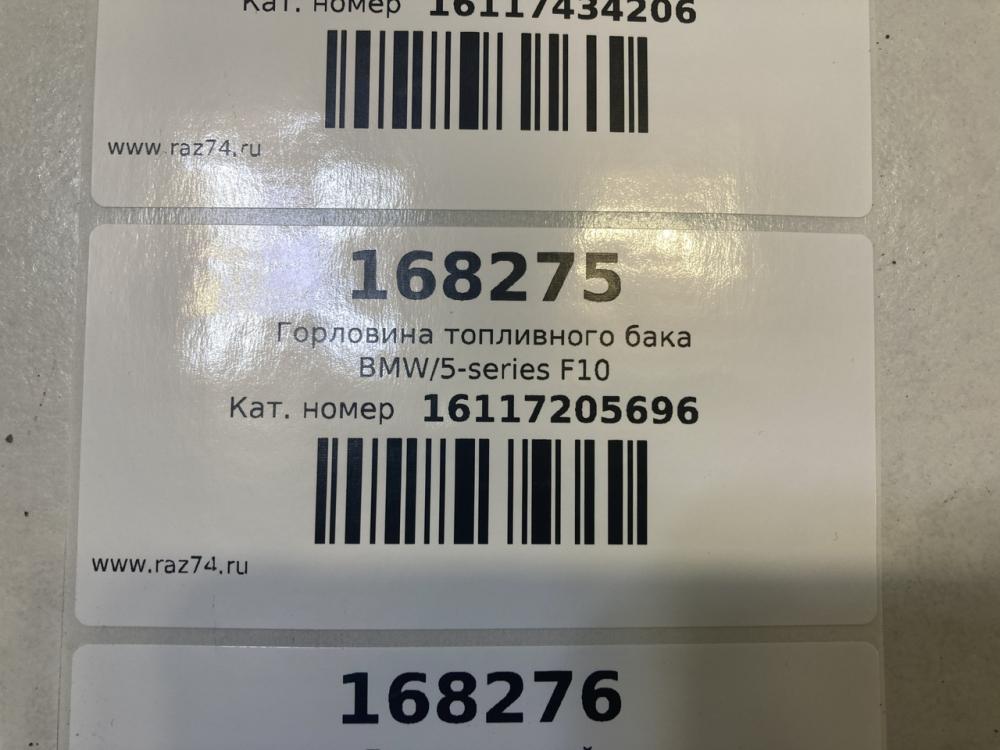 Кат. номер 16117434206
www.raz74.ru
168275
Горловина топливного бака
BMW/5-series F10
Кат. номер 16117205696
www.raz74.ru
168276